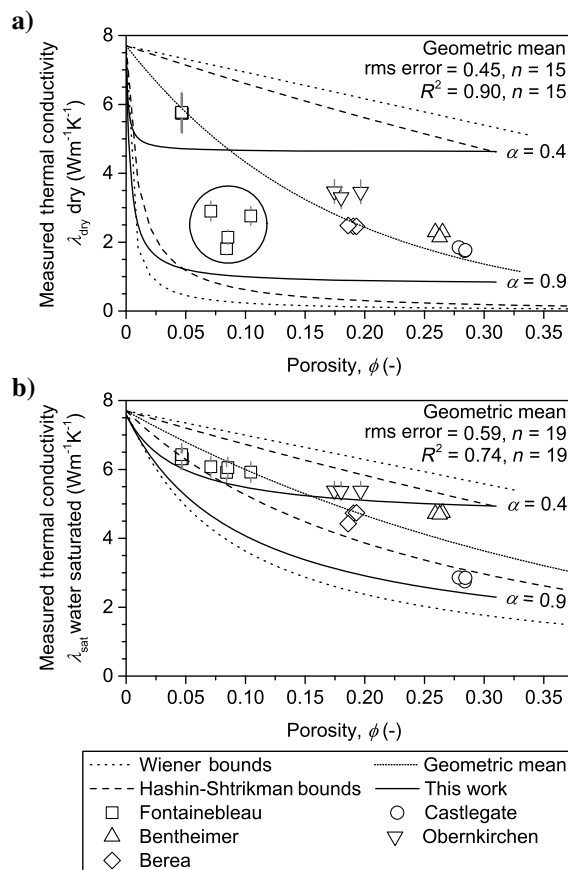 a)
Measured thermal conductivity
λdry dry (Wm-1K-1)
8
6
4
2
0
Geometric mean
rms error = 0.45, n = 15
R2 = 0.90, n = 15
α = 0.4
α = 0.9
0 0.05 0.10 0.15 0.20 0.25 0.30 0.35
Porosity, ϕ (-)
b)
Measured thermal conductivity
λsat water saturated (Wm-1K-1)
8
6
4
2
0
Geometric mean
rms error = 0.59, n = 19
R2 = 0.74, n = 19
α = 0.4
α = 0.9
0 0.05 0.10 0.15 0.20 0.25 0.30 0.35
Porosity, ϕ (-)
Wiener bounds Geometric mean
Hashin-Shtrikman bounds This work
Fontainebleau Castlegate
Bentheimer Obernkirchen
Berea